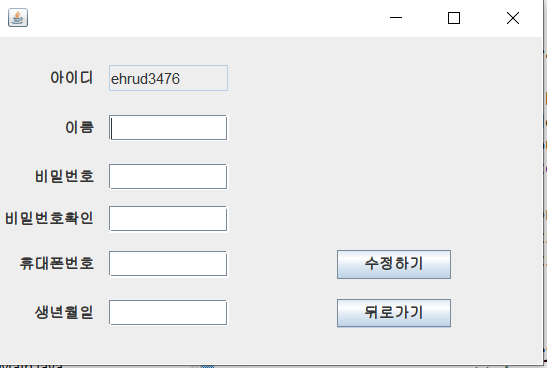 아이디 ehrud3476
이름
비밀번호
비밀번호확인
휴대폰번호 수정하기
생년월일 뒤로가기